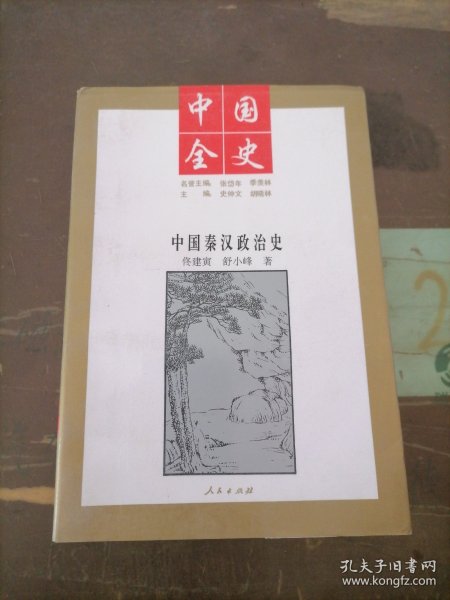 中国
全史
名誉主编 张岱年 季羡林
主 编 史仲文 胡晓林
中国秦汉政治史
佟建寅 舒小峰 著
人民出版社
2
孔夫子旧书网
www.kongfz.com